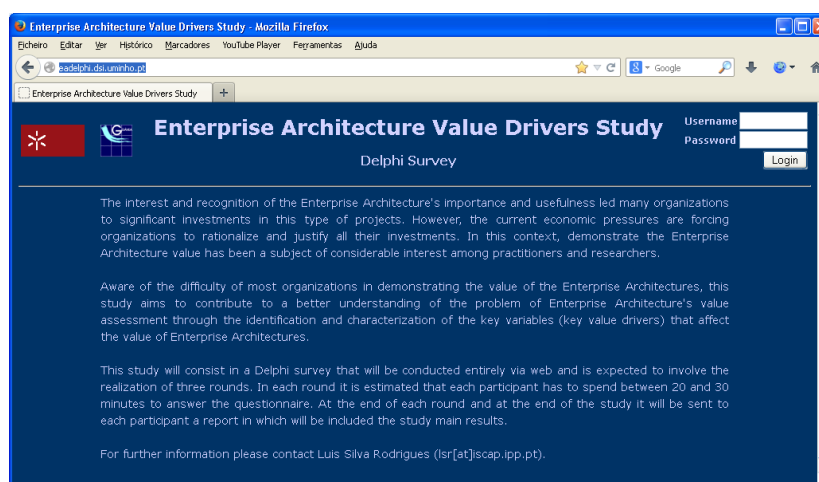 Enterprise Architecture Value Drivers Study - Mozilla Firefox
Ficheiro Editar Ver Histórico Marcadores YouTube Player Ferramentas Ajuda
eadelphi.dsi.uminho.pt
Google
Enterprise Architecture Value Drivers Study
Enterprise Architecture Value Drivers Study
Delphi Survey
Username
Password
Login
The interest and recognition of the Enterprise Architecture's importance and usefulness led many organizations
to significant investments in this type of projects. However, the current economic pressures are forcing
organizations to rationalize and justify all their investments. In this context, demonstrate the Enterprise
Architecture value has been a subject of considerable interest among practitioners and researchers.
Aware of the difficulty of most organizations in demonstrating the value of the Enterprise Architectures, this
study aims to contribute to a better understanding of the problem of Enterprise Architecture's value
assessment through the identification and characterization of the key variables (key value drivers) that affect
the value of Enterprise Architectures.
This study will consist in a Delphi survey that will be conducted entirely via web and is expected to involve the
realization of three rounds. In each round it is estimated that each participant has to spend between 20 and 30
minutes to answer the questionnaire. At the end of each round and at the end of the study it will be sent to
each participant a report in which will be included the study main results.
For further information please contact Luis Silva Rodrigues (lsr[at]iscap.ipp.pt).